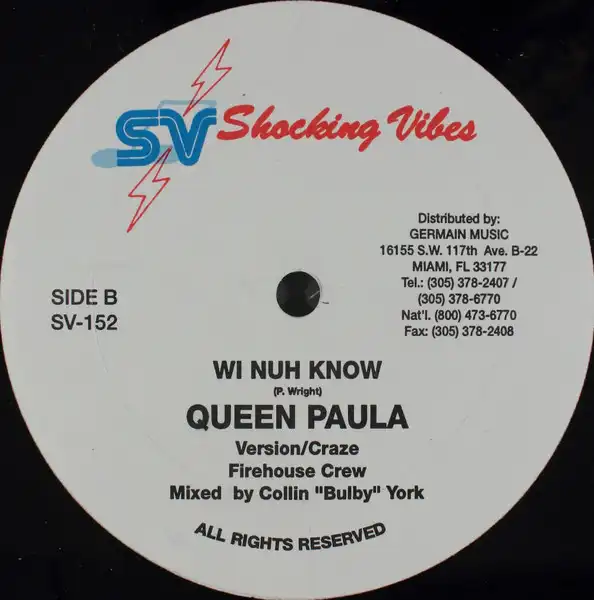 SV Shocking Vibes
Distributed by:
GERMAIN MUSIC
16155 S.W. 117th Ave. B-22
MIAMI, FL 33177
Tel.: (305) 378-2407 /
(305) 378-6770
Nat'l. (800) 473-6770
Fax: (305) 378-2408
SIDE B
SV-152
WI NUH KNOW
(P. Wright)
QUEEN PAULA
Version/Craze
Firehouse Crew
Mixed by Collin "Bulby" York
ALL RIGHTS RESERVED